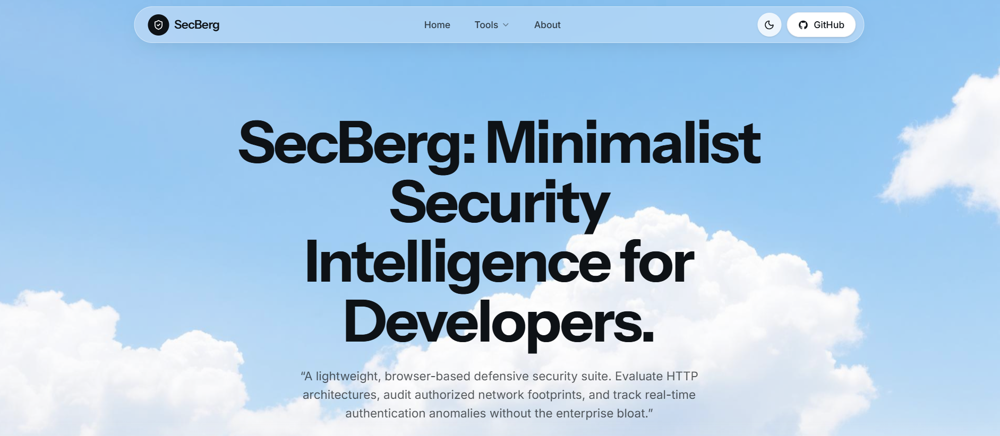 SecBerg
Home
Tools
About
GitHub
SecBerg: Minimalist
Security
Intelligence for
Developers.
“A lightweight, browser-based defensive security suite. Evaluate HTTP
architectures, audit authorized network footprints, and track real-time
authentication anomalies without the enterprise bloat.”